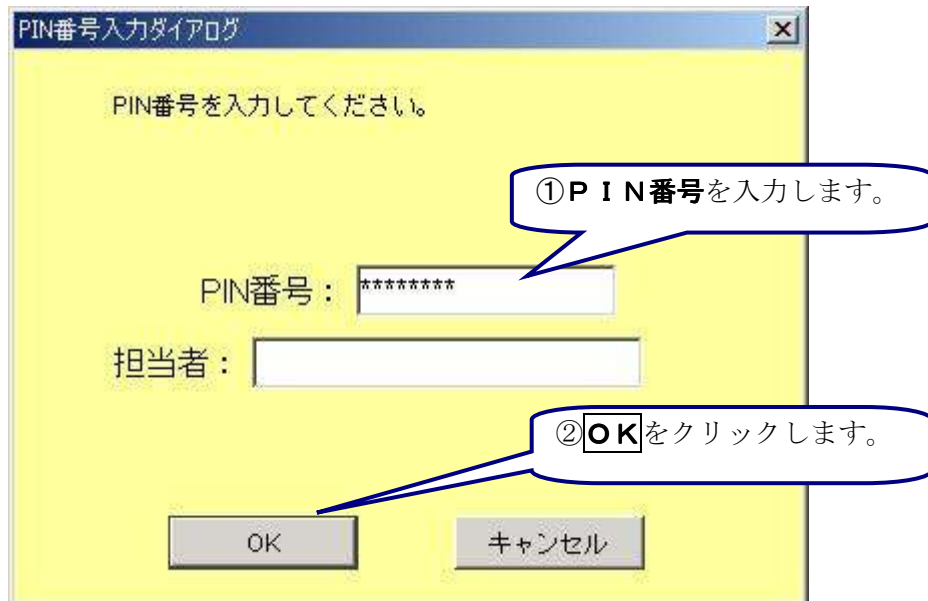 PIN番号入力ダイアログ
PIN番号を入力してください。
①ＰＩＮ番号を入力します。
PIN番号： ********
担当者：
②ＯＫをクリックします。
OK キャンセル